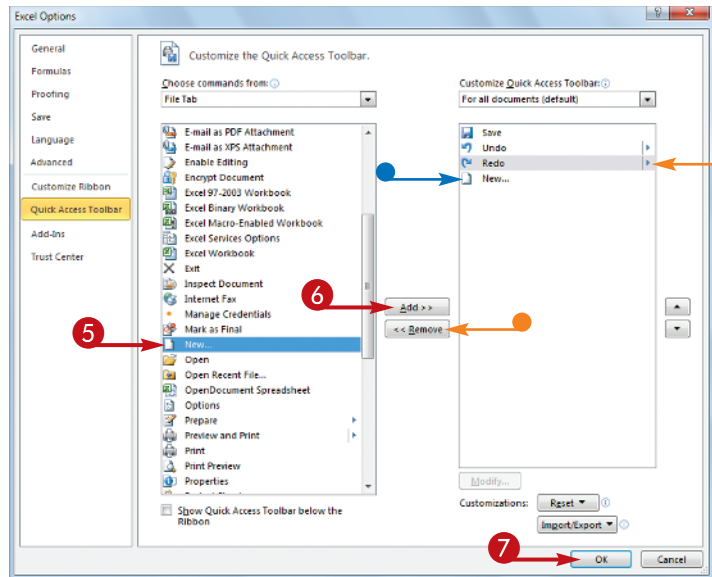 Excel Options
General
Formulas
Proofing
Save
Language
Advanced
Customize Ribbon
Quick Access Toolbar
Add-Ins
Trust Center
Customize the Quick Access Toolbar.
Choose commands from:
File Tab
E-mail as PDF Attachment
E-mail as XPS Attachment
Enable Editing
Encrypt Document
Excel 97-2003 Workbook
Excel Binary Workbook
Excel Macro-Enabled Workbook
Excel Services Options
Excel Workbook
Exit
Inspect Document
Internet Fax
Manage Credentials
Mark as Final
New...
Open
Open Recent File...
OpenDocument Spreadsheet
Options
Prepare
Preview and Print
Print
Print Preview
Properties
Show Quick Access Toolbar below the
Ribbon
5
6
Add >>
<< Remove
Customize Quick Access Toolbar:
For all documents (default)
Save
Undo
Redo
New...
Modify...
Customizations:
Reset
Import/Export
7
OK
Cancel